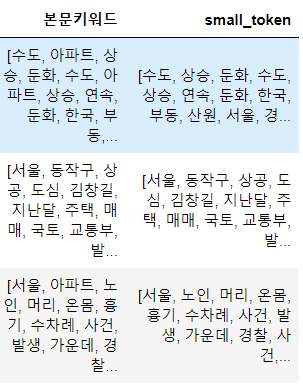 본문키워드 small_token
[수도, 아파트, 상
승, 둔화, 수도, 아
파트, 상승, 연속,
둔화, 한국, 부
동,...
[수도, 상승, 둔화, 수도,
상승, 연속, 둔화, 한국,
부동, 산원, 서울, 경...
[서울, 동작구, 상
공, 도심, 김창길,
지난달, 주택, 매
매, 국토, 교통부,
발...
[서울, 동작구, 상공, 도
심, 김창길, 지난달, 주
택, 매매, 국토, 교통부,
발...
[서울, 아파트, 노
인, 머리, 온몸, 흉
기, 수차례, 사건,
발생, 가운데, 경
찰...
[서울, 노인, 머리, 온몸,
흉기, 수차례, 사건, 발
생, 가운데, 경찰, 사
건,...